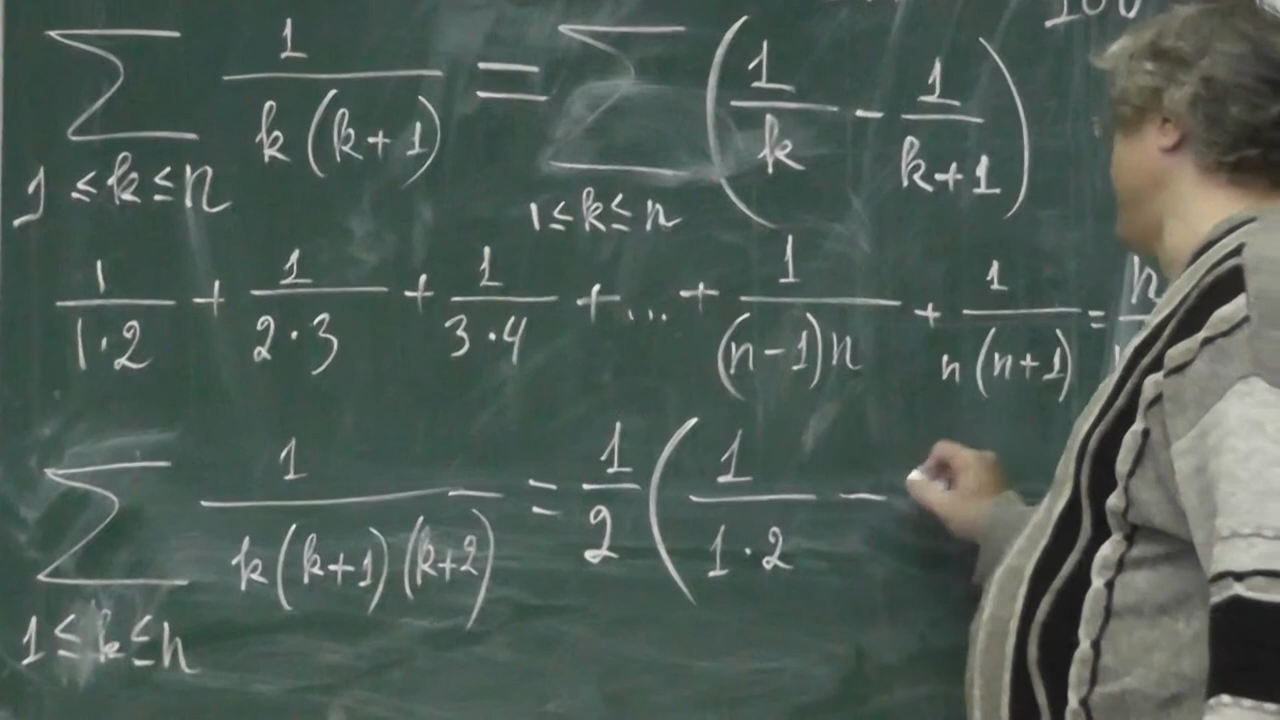 100
∑ 1≤k≤n 1/(k(k+1)) = ∑ 1≤k≤n (1/k - 1/(k+1))
1/(1·2) + 1/(2·3) + 1/(3·4) + ... + 1/((n-1)n) + 1/(n(n+1)) = n
∑ 1≤k≤n 1/(k(k+1)(k+2)) = 1/2 (1/(1·2) -